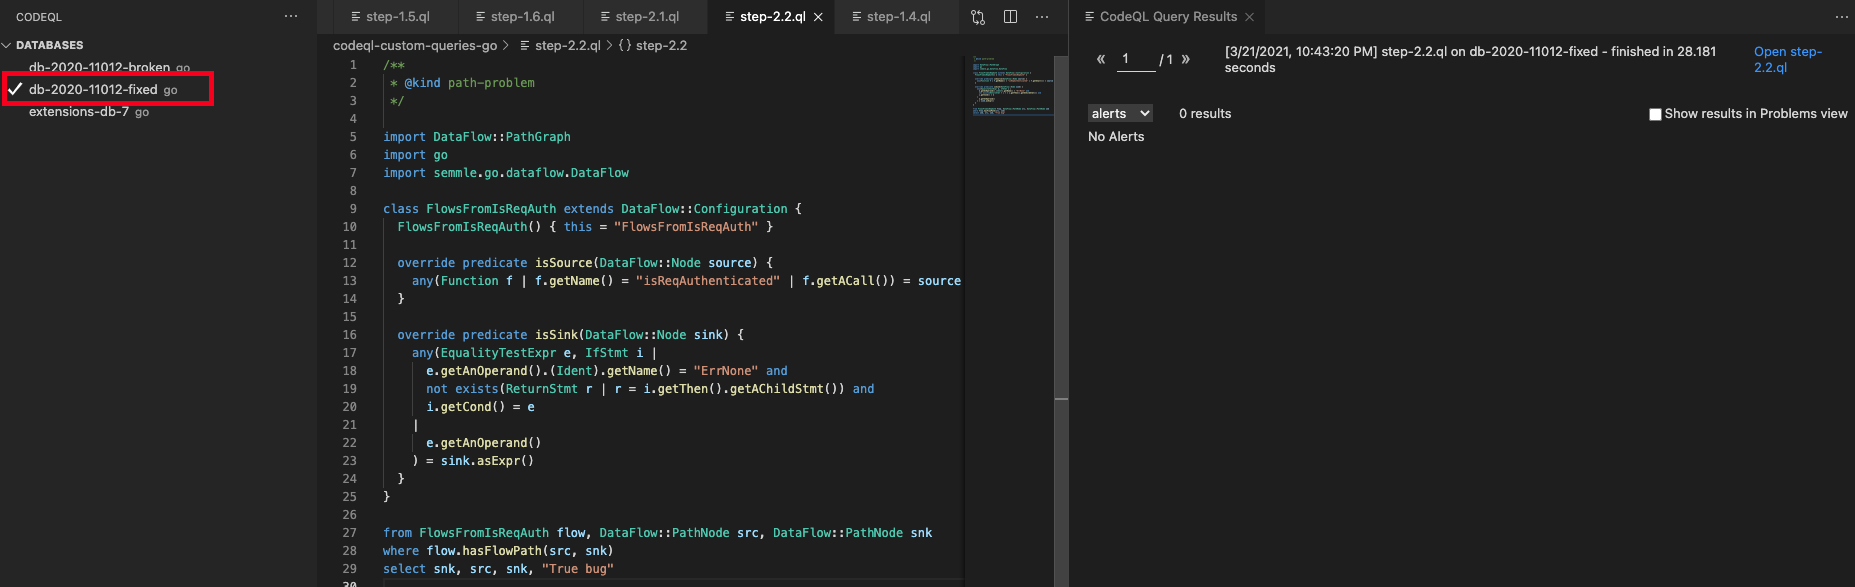 CODEQL
DATABASES
db-2020-11012-broken go
db-2020-11012-fixed go
extensions-db-7 go
step-1.5.ql step-1.6.ql step-2.1.ql step-2.2.ql step-1.4.ql
codeql-custom-queries-go > step-2.2.ql > {} step-2.2
1 /**
2  * @kind path-problem
3  */
4
5 import DataFlow::PathGraph
6 import go
7 import semmle.go.dataflow.DataFlow
8
9 class FlowsFromIsReqAuth extends DataFlow::Configuration {
10   FlowsFromIsReqAuth() { this = "FlowsFromIsReqAuth" }
11
12   override predicate isSource(DataFlow::Node source) {
13     any(Function f | f.getName() = "isReqAuthenticated" | f.getACall()) = source
14   }
15
16   override predicate isSink(DataFlow::Node sink) {
17     any(EqualityTestExpr e, IfStmt i |
18       e.getAnOperand().(Ident).getName() = "ErrNone" and
19       not exists(ReturnStmt r | r = i.getThen().getAChildStmt()) and
20       i.getCond() = e
21     |
22       e.getAnOperand()
23     ) = sink.asExpr()
24   }
25 }
26
27 from FlowsFromIsReqAuth flow, DataFlow::PathNode src, DataFlow::PathNode snk
28 where flow.hasFlowPath(src, snk)
29 select snk, src, snk, "True bug"
30
CodeQL Query Results
« 1 / 1 »
[3/21/2021, 10:43:20 PM] step-2.2.ql on db-2020-11012-fixed - finished in 28.181
seconds
Open step-
2.2.ql
alerts 0 results
Show results in Problems view
No Alerts